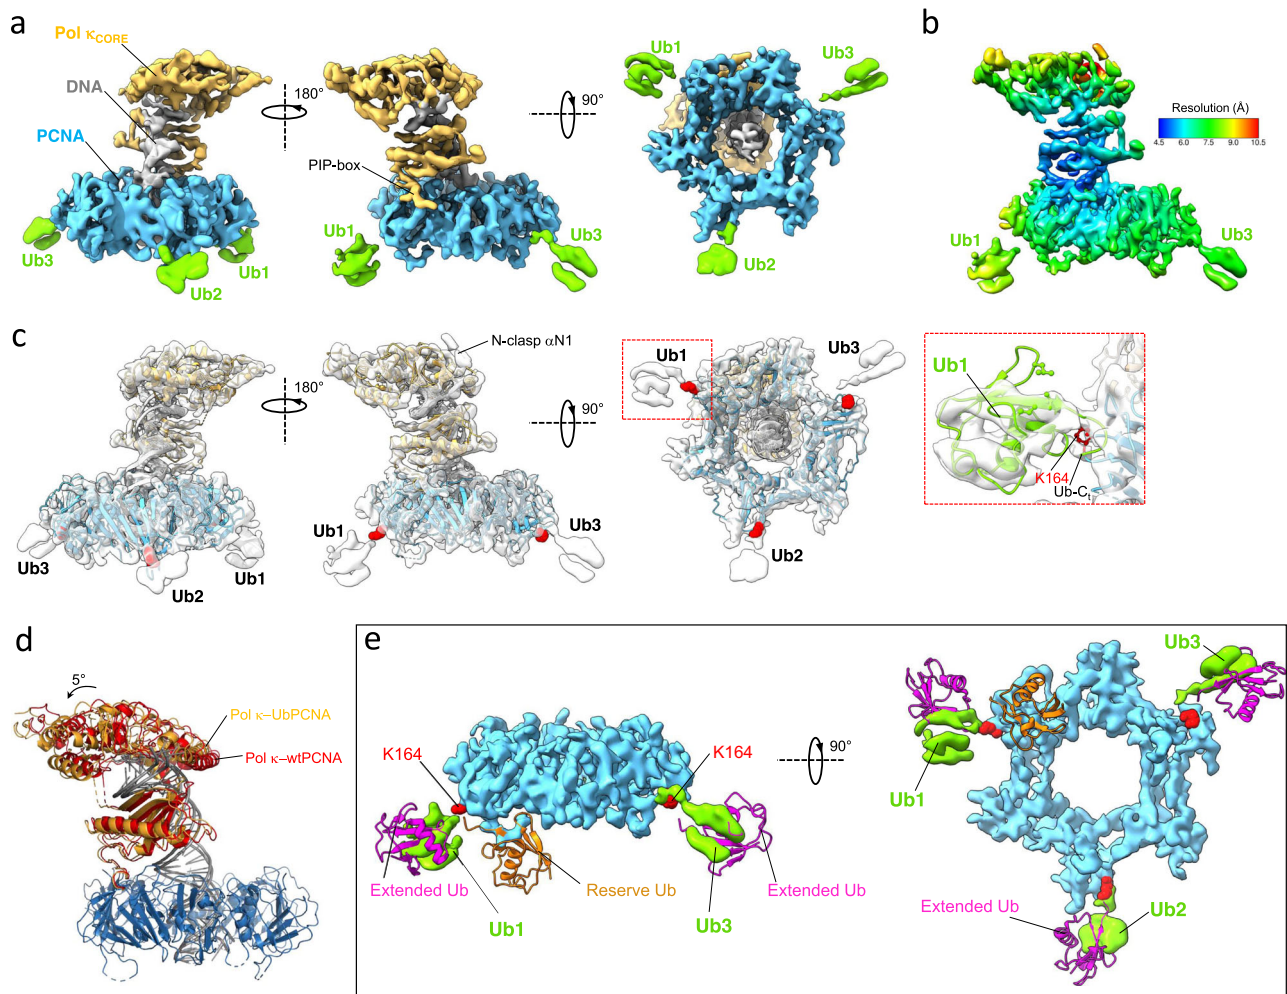 a
Pol κCORE
DNA
PCNA
Ub3
Ub2
Ub1
180°
PIP-box
Ub1
Ub3
90°
Ub1
Ub3
Ub2
b
Resolution (Å)
4.5 6.0 7.5 9.0 10.5
Ub1
Ub3
c
Ub3
Ub2
Ub1
180°
N-clasp αN1
Ub1
Ub3
90°
Ub1
Ub3
Ub2
Ub1
K164
Ub-Ct
d
5°
Pol κ–UbPCNA
Pol κ–wtPCNA
e
K164
K164
Extended Ub
Reserve Ub
Extended Ub
Ub1
Ub3
90°
Ub3
Ub1
Extended Ub
Ub2